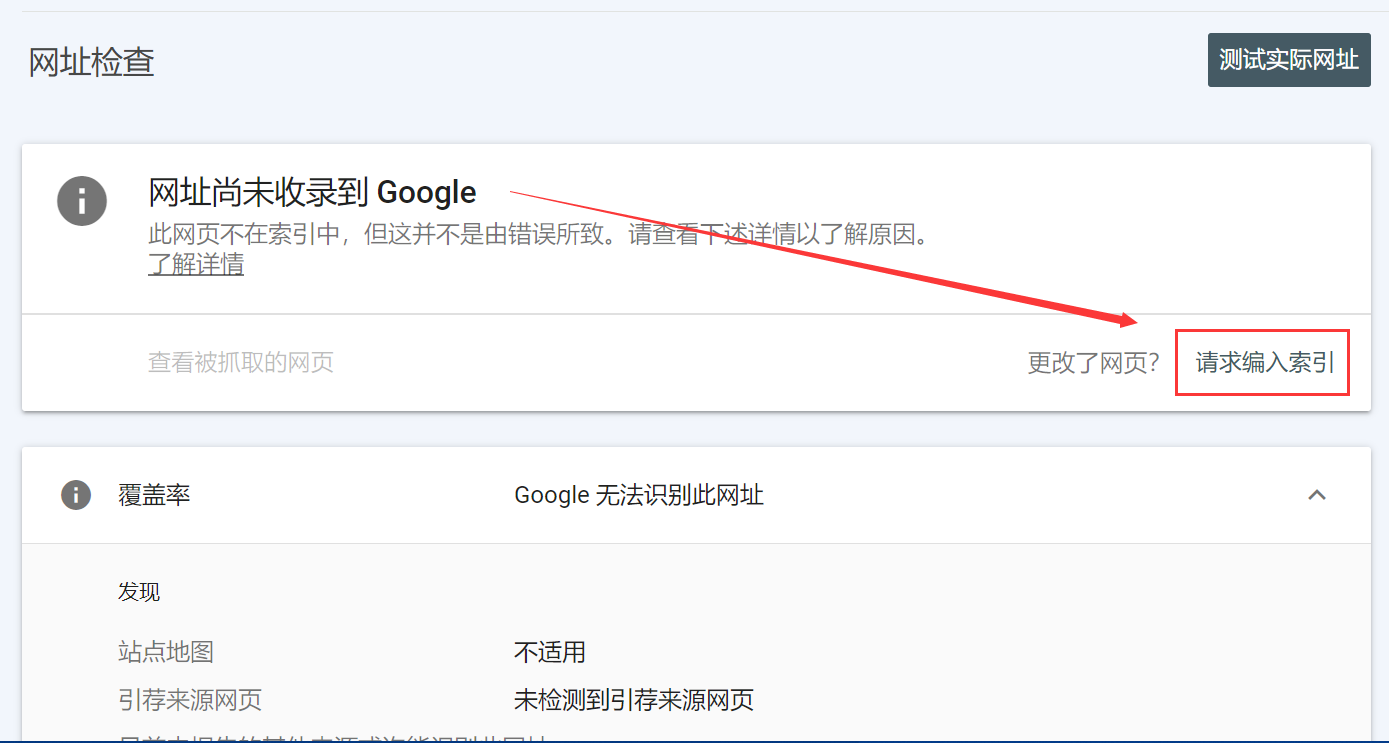 网址检查
测试实际网址
网址尚未收录到 Google
此网页不在索引中，但这并不是由错误所致。请查看下述详情以了解原因。
了解详情
查看被抓取的网页
更改了网页？
请求编入索引
覆盖率
Google 无法识别此网址
发现
站点地图
不适用
引荐来源网页
未检测到引荐来源网页